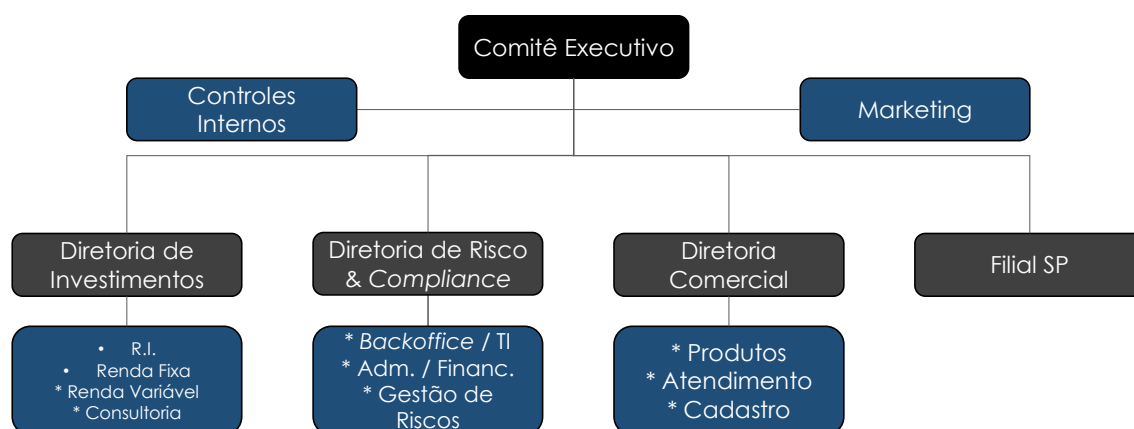 Comitê Executivo
Controles
Internos
Marketing
Diretoria de
Investimentos
Diretoria de Risco
& Compliance
Diretoria
Comercial
Filial SP
• R.I.
• Renda Fixa
* Renda Variável
* Consultoria
* Backoffice / TI
* Adm. / Financ.
* Gestão de
Riscos
* Produtos
* Atendimento
* Cadastro